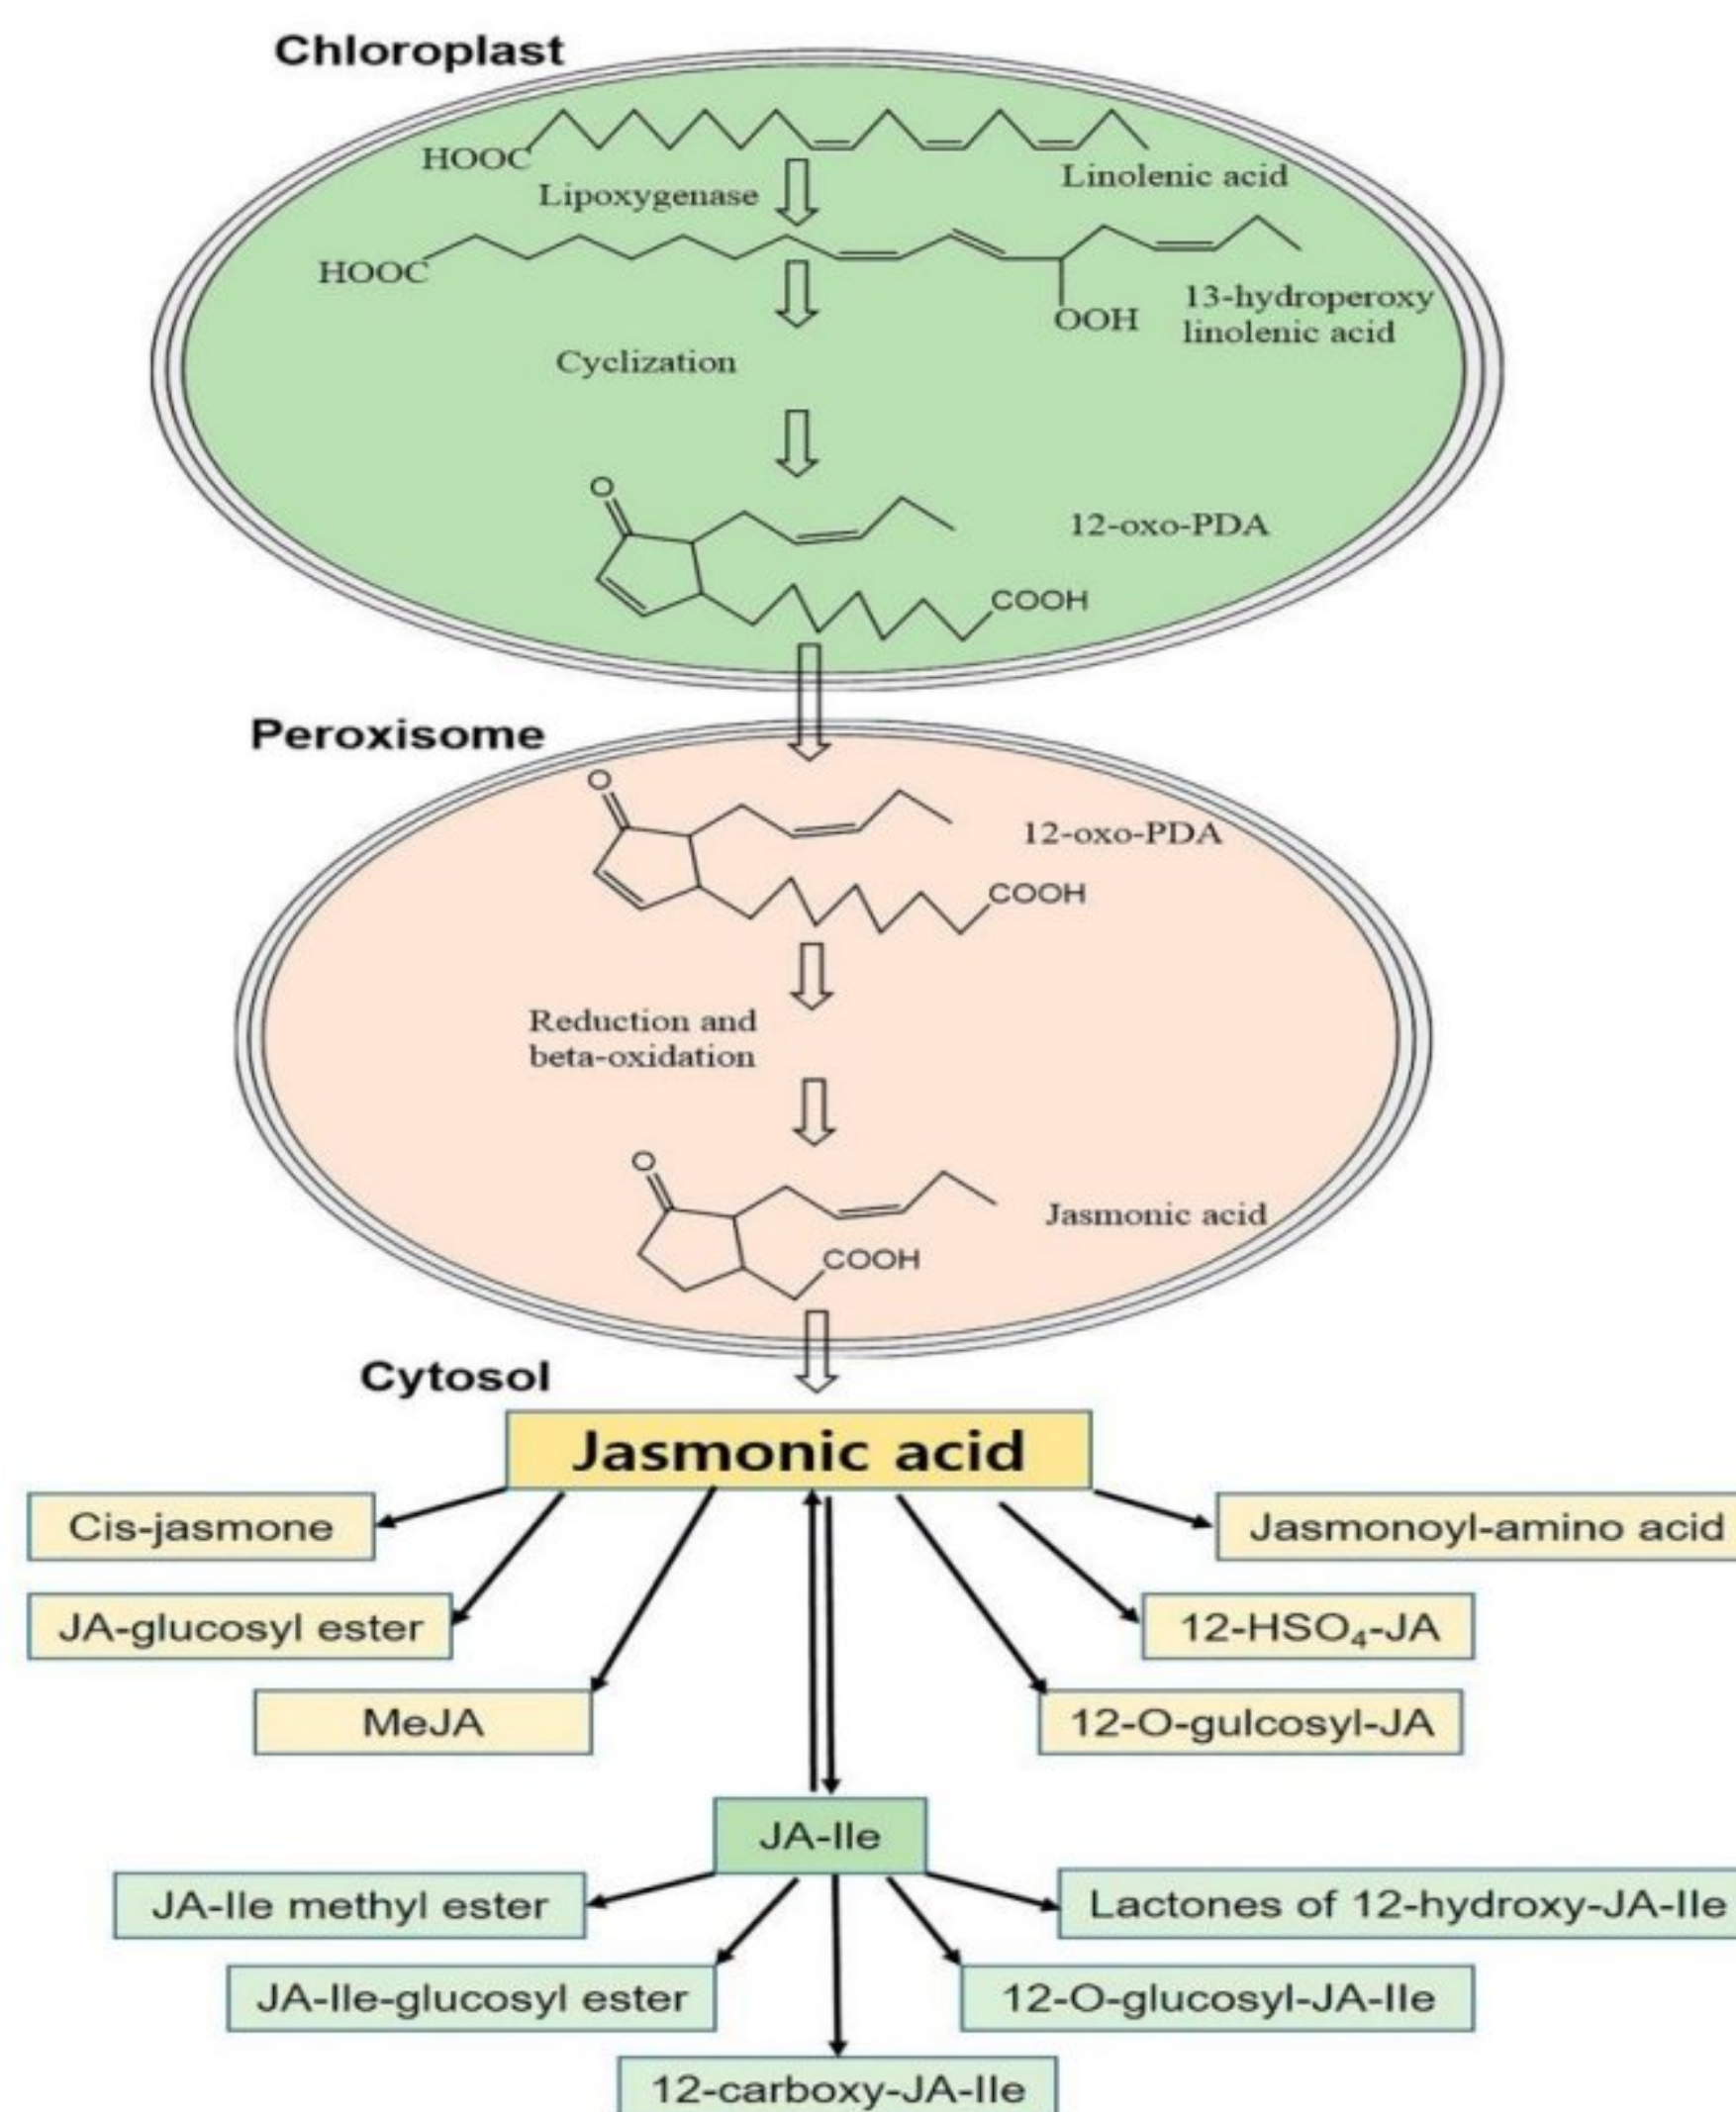 Chloroplast
HOOC
Linolenic acid
Lipoxygenase
HOOC
OOH
13-hydroperoxy
linolenic acid
Cyclization
O
12-oxo-PDA
COOH
Peroxisome
O
12-oxo-PDA
COOH
Reduction and
beta-oxidation
O
Jasmonic acid
COOH
Cytosol
Jasmonic acid
Cis-jasmone
Jasmonoyl-amino acid
JA-glucosyl ester
12-HSO₄-JA
MeJA
12-O-gulcosyl-JA
JA-Ile
JA-Ile methyl ester
Lactones of 12-hydroxy-JA-Ile
JA-Ile-glucosyl ester
12-O-glucosyl-JA-Ile
12-carboxy-JA-Ile